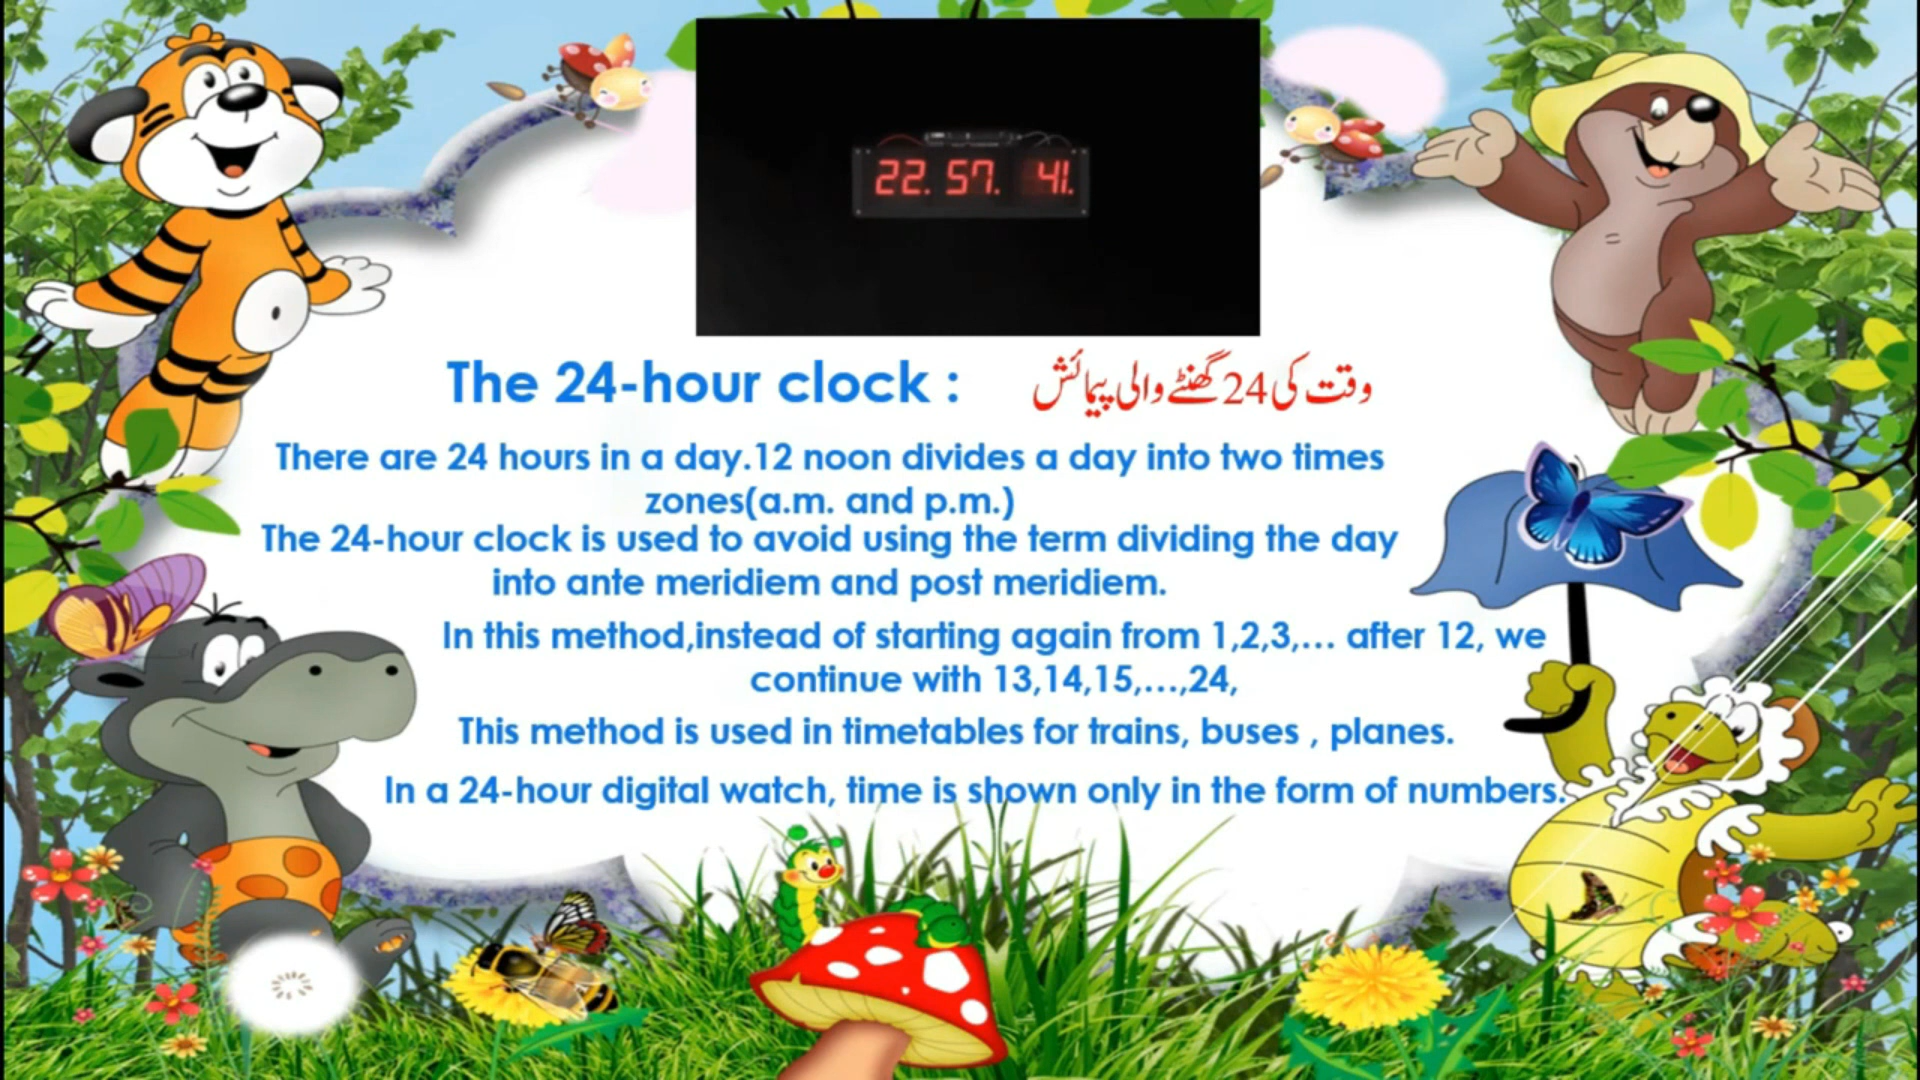 22. 57. 41.
The 24-hour clock : وقت کی 24 گھنٹے والی پیمائش
There are 24 hours in a day.12 noon divides a day into two times
zones(a.m. and p.m.)
The 24-hour clock is used to avoid using the term dividing the day
into ante meridiem and post meridiem.
In this method,instead of starting again from 1,2,3,... after 12, we
continue with 13,14,15,...,24,
This method is used in timetables for trains, buses , planes.
In a 24-hour digital watch, time is shown only in the form of numbers.